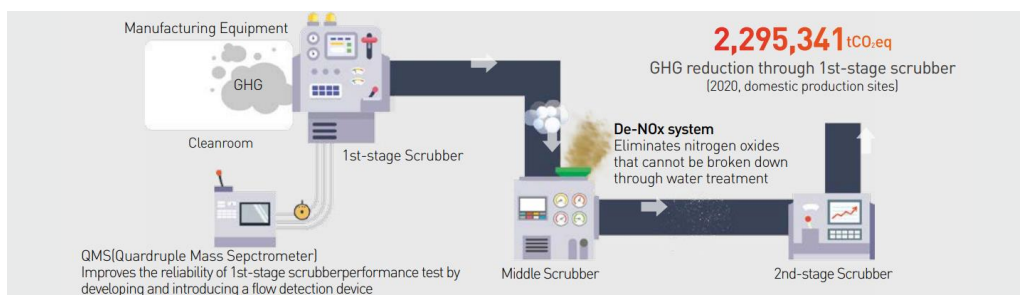 Manufacturing Equipment
GHG
Cleanroom
1st-stage Scrubber
QMS(Quardruple Mass Sepctrometer)
Improves the reliability of 1st-stage scrubberperformance test by
developing and introducing a flow detection device
2,295,341 tCO₂eq
GHG reduction through 1st-stage scrubber
(2020, domestic production sites)
De-NOx system
Eliminates nitrogen oxides
that cannot be broken down
through water treatment
Middle Scrubber
2nd-stage Scrubber